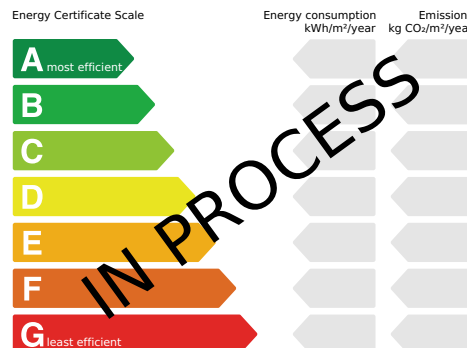 Energy Certificate Scale
Energy consumption
kWh/m²/year
Emission
kg CO₂/m²/year
A most efficient
B
C
D
E
F
G least efficient
IN PROCESS